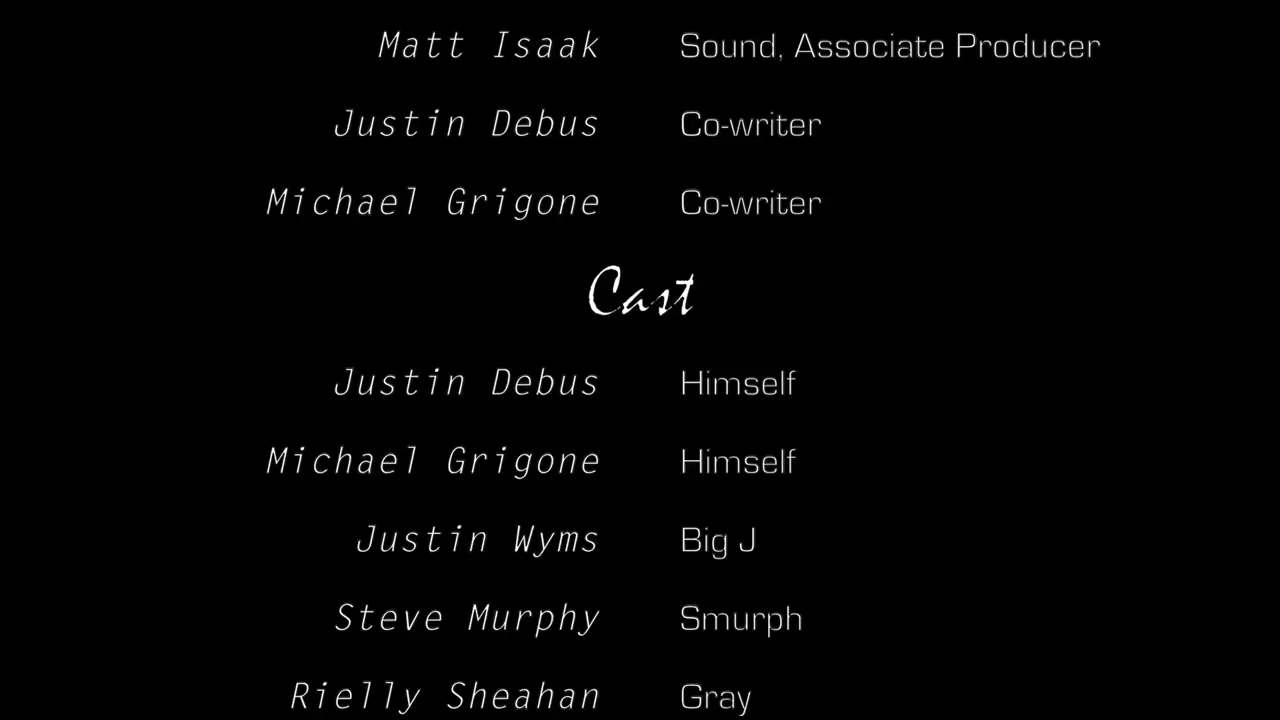 Matt Isaak Sound, Associate Producer
Justin Debus Co-writer
Michael Grigone Co-writer
Cast
Justin Debus Himself
Michael Grigone Himself
Justin Wyms Big J
Steve Murphy Smurph
Rielly Sheahan Gray